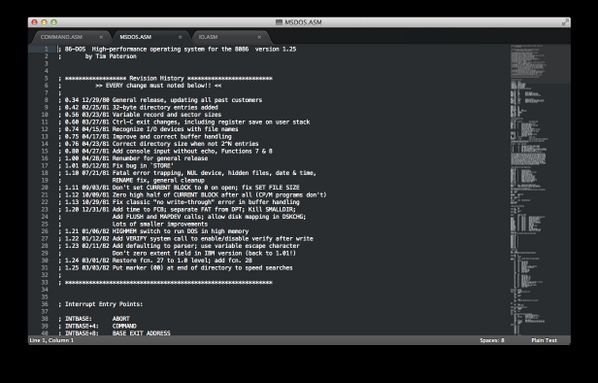 MSDOS.ASM
COMMAND.ASM × MSDOS.ASM × IO.ASM ×
1 ; 86-DOS High-performance operating system for the 8086 version 1.25
2 ; by Tim Paterson
3
4
5 ; ****************** Revision History *************************
6 ; >> EVERY change must noted below!! <<
7 ;
8 ; 0.34 12/29/80 General release, updating all past customers
9 ; 0.42 02/25/81 32-byte directory entries added
10 ; 0.56 03/23/81 Variable record and sector sizes
11 ; 0.60 03/27/81 Ctrl-C exit changes, including register save on user stack
12 ; 0.74 04/15/81 Recognize I/O devices with file names
13 ; 0.75 04/17/81 Improve and correct buffer handling
14 ; 0.76 04/23/81 Correct directory size when not 2^N entries
15 ; 0.80 04/27/81 Add console input without echo, Functions 7 & 8
16 ; 1.00 04/28/81 Renumber for general release
17 ; 1.01 05/12/81 Fix bug in `STORE'
18 ; 1.10 07/21/81 Fatal error trapping, NUL device, hidden files, date & time,
19 ; RENAME fix, general cleanup
20 ; 1.11 09/03/81 Don't set CURRENT BLOCK to 0 on open; fix SET FILE SIZE
21 ; 1.12 10/09/81 Zero high half of CURRENT BLOCK after all (CP/M programs don't)
22 ; 1.13 10/29/81 Fix classic "no write-through" error in buffer handling
23 ; 1.20 12/31/81 Add time to FCB; separate FAT from DPT; Kill SMALLDIR;
24 ; Add FLUSH and MAPDEV calls; allow disk mapping in DSKCHG;
25 ; Lots of smaller improvements
26 ; 1.21 01/06/82 HIGHMEM switch to run DOS in high memory
27 ; 1.22 01/12/82 Add VERIFY system call to enable/disable verify after write
28 ; 1.23 02/11/82 Add defaulting to parser; use variable escape character
29 ; Don't zero extent field in IBM version (back to 1.01!)
30 ; 1.24 03/01/82 Restore fcn. 27 to 1.0 level; add fcn. 28
31 ; 1.25 03/03/82 Put marker (00) at end of directory to speed searches
32 ;
33 ; *************************************************************
34
35
36 ; Interrupt Entry Points:
37
38 ; INTBASE: ABORT
39 ; INTBASE+4: COMMAND
40 ; INTBASE+8: BASE EXIT ADDRESS
Line 1, Column 1 Spaces: 8 Plain Text